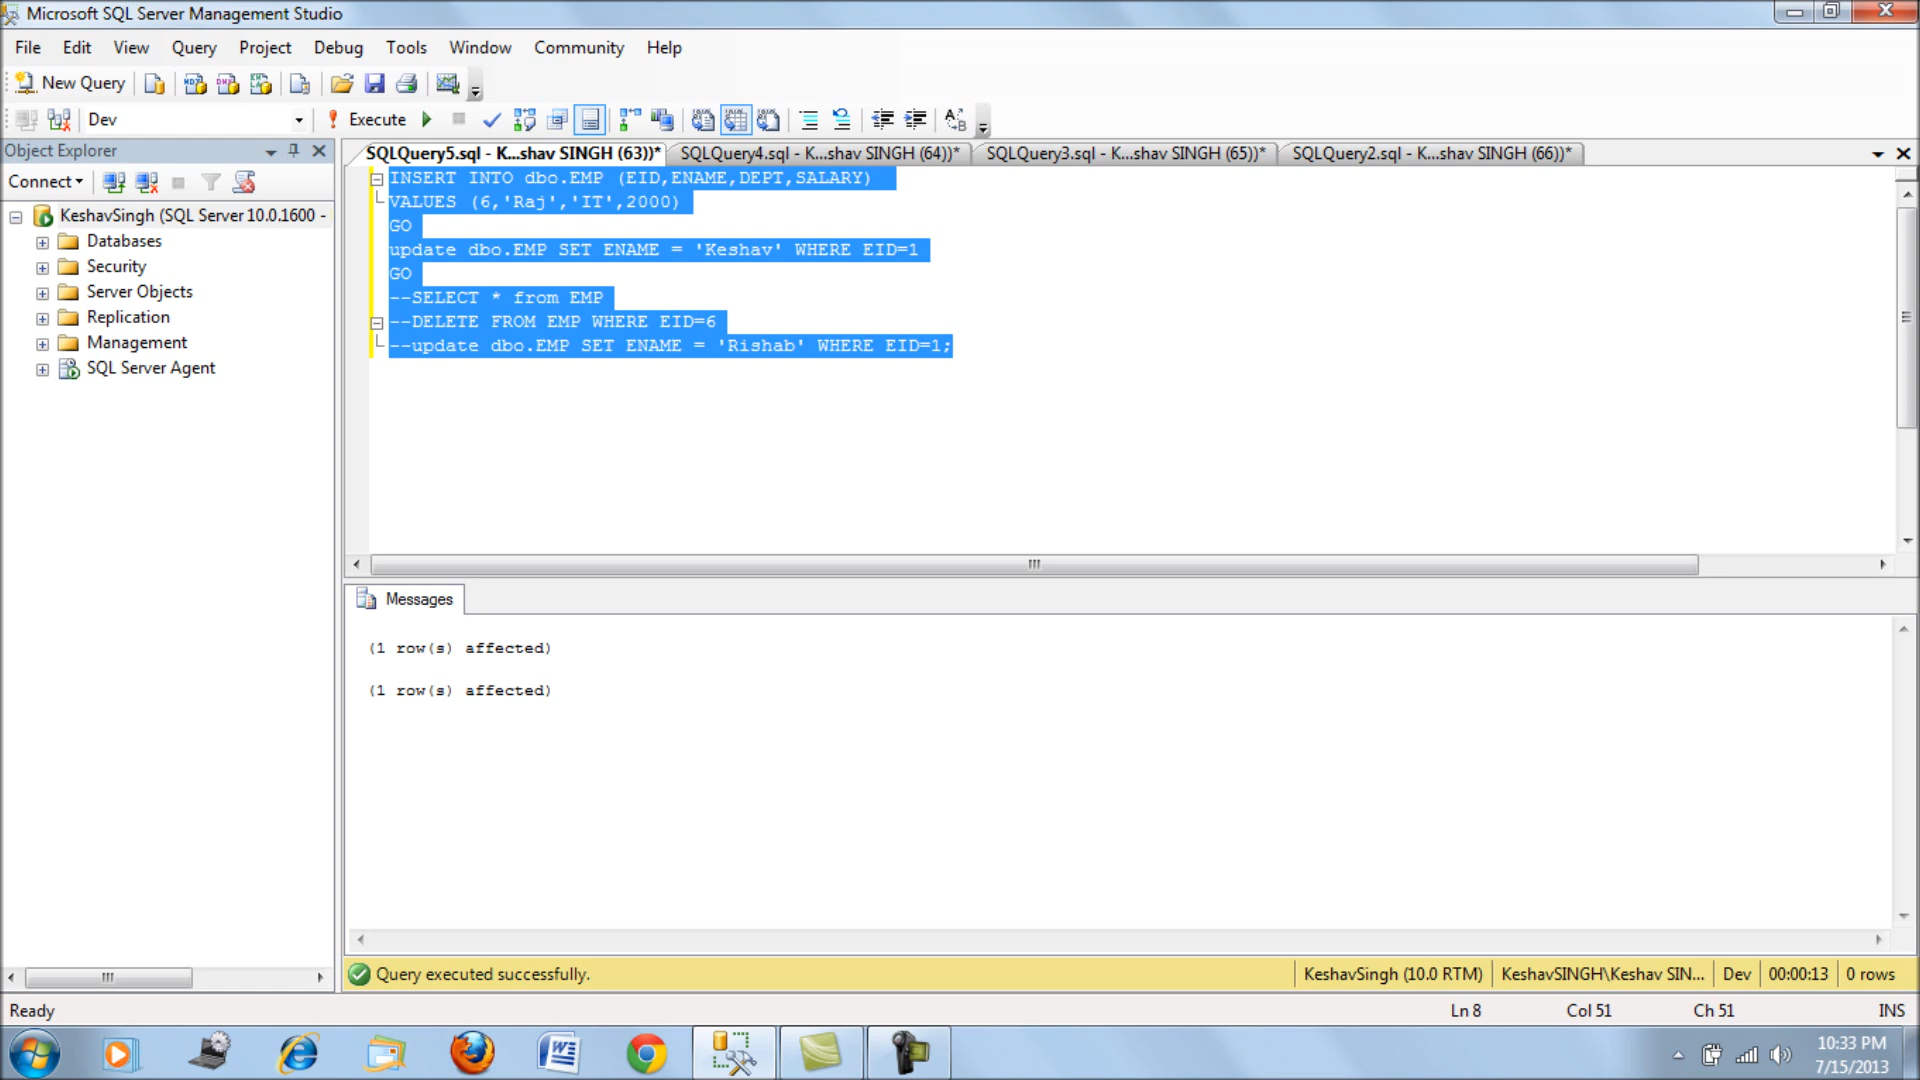 Microsoft SQL Server Management Studio
File Edit View Query Project Debug Tools Window Community Help
New Query
Dev Execute
Object Explorer
Connect
KeshavSingh (SQL Server 10.0.1600 -
Databases
Security
Server Objects
Replication
Management
SQL Server Agent
SQLQuery5.sql - K...shav SINGH (63))* SQLQuery4.sql - K...shav SINGH (64))* SQLQuery3.sql - K...shav SINGH (65))* SQLQuery2.sql - K...shav SINGH (66))*
INSERT INTO dbo.EMP (EID,ENAME,DEPT,SALARY)
VALUES (6,'Raj','IT',2000)
GO
update dbo.EMP SET ENAME = 'Keshav' WHERE EID=1
GO
--SELECT * from EMP
--DELETE FROM EMP WHERE EID=6
--update dbo.EMP SET ENAME = 'Rishab' WHERE EID=1;
Messages
(1 row(s) affected)
(1 row(s) affected)
Query executed successfully. KeshavSingh (10.0 RTM) KeshavSINGH\Keshav SIN... Dev 00:00:13 0 rows
Ready Ln 8 Col 51 Ch 51 INS
10:33 PM
7/15/2013